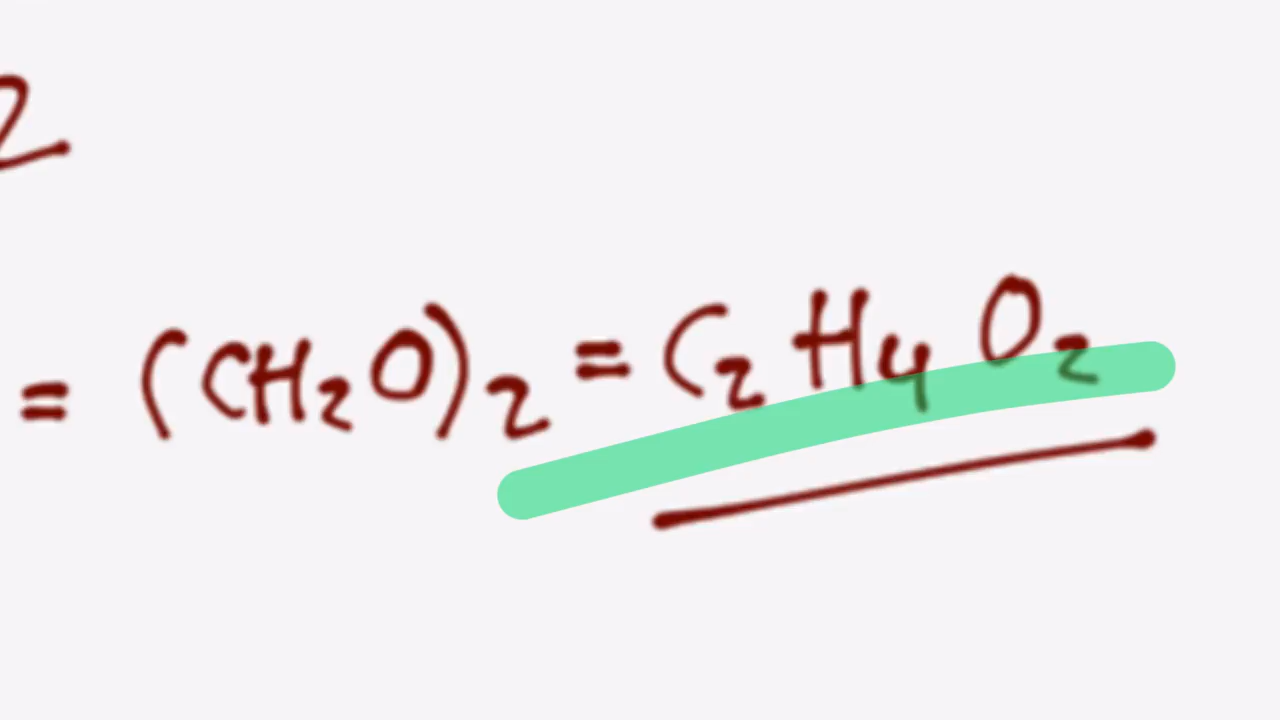 2
= (CH₂O)₂ = C₂H₄O₂